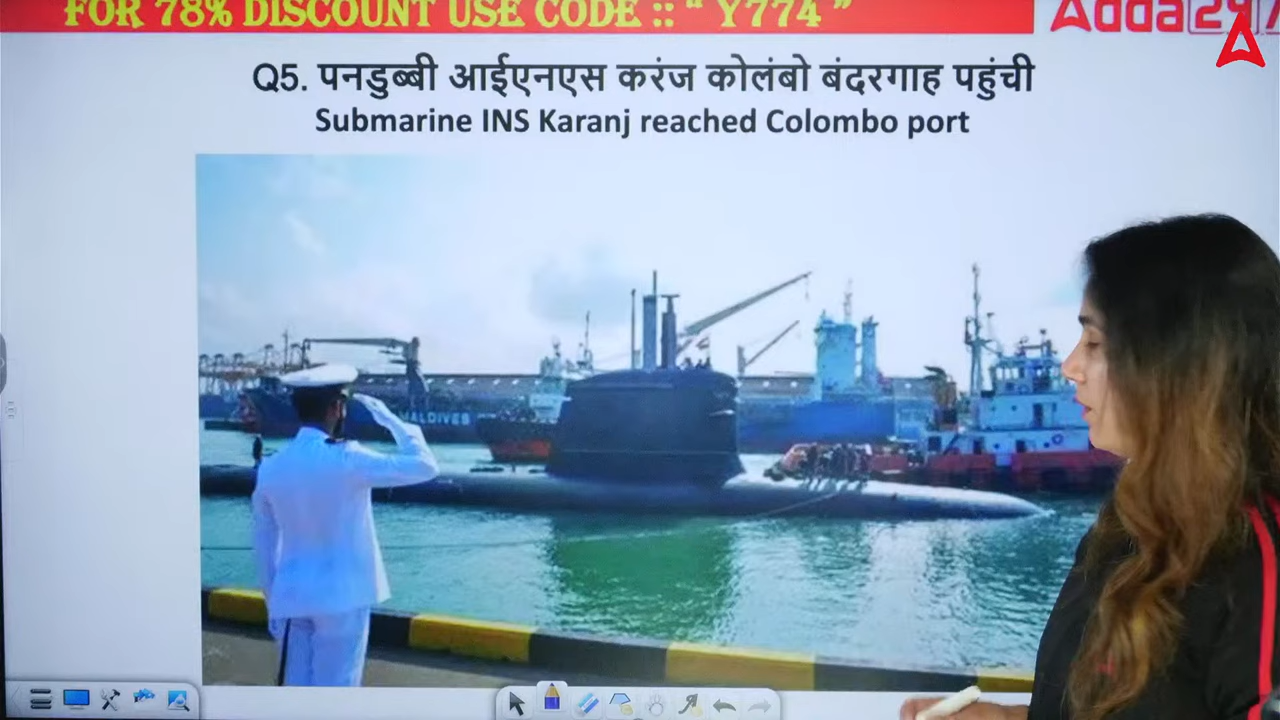 FOR 78% DISCOUNT USE CODE :: “ Y774 ”
Adda247
Q5. पनडुब्बी आईएनएस करंज कोलंबो बंदरगाह पहुंची
Submarine INS Karanj reached Colombo port
MALDIVES